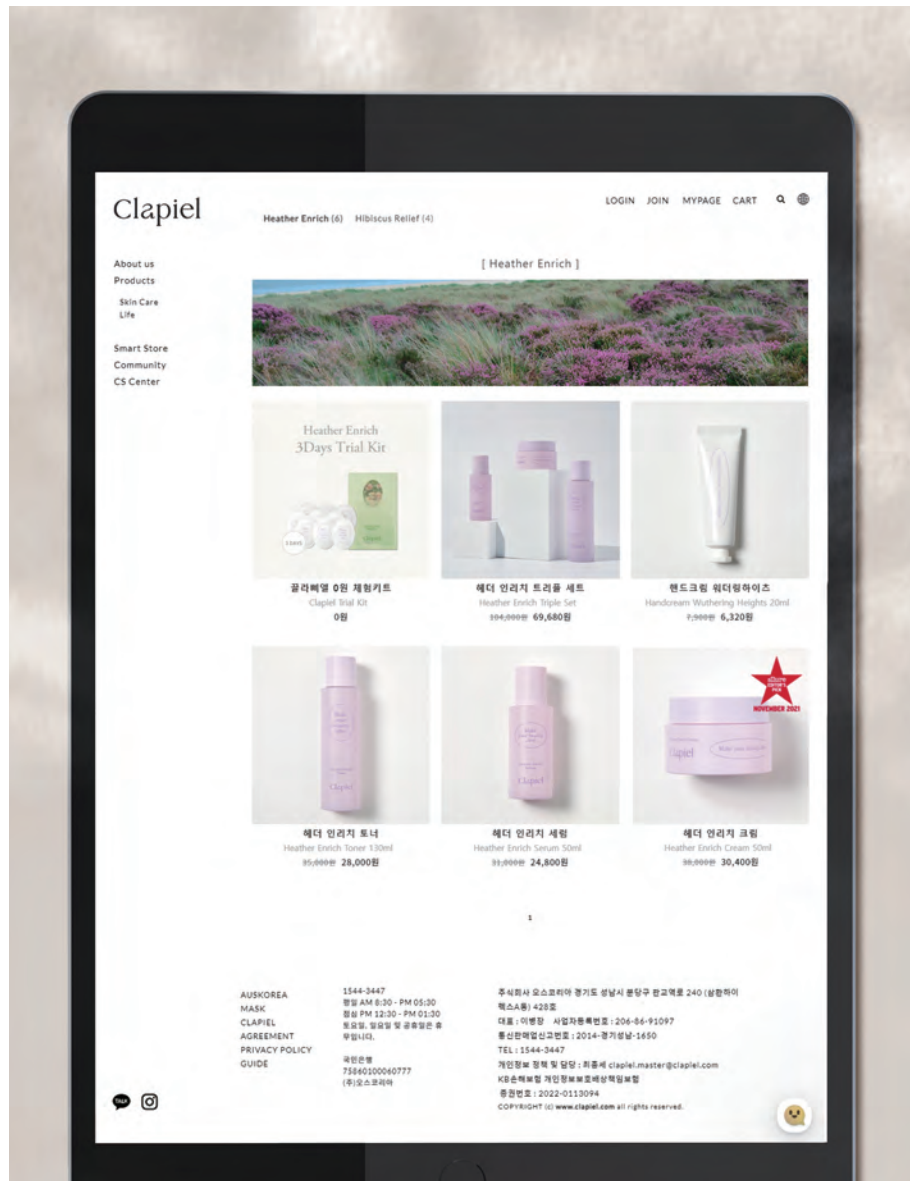 Clapiel
Heather Enrich (6) Hibiscus Relief (4)
LOGIN JOIN MYPAGE CART
About us
Products
Skin Care
Life
Smart Store
Community
CS Center
[ Heather Enrich ]
Heather Enrich
3Days Trial Kit
3 DAYS
끌라삐엘 0원 체험키트
Clapiel Trial Kit
0원
헤더 인리치 트리플 세트
Heather Enrich Triple Set
104,000원 69,680원
핸드크림 워더링하이츠
Handcream Wuthering Heights 20ml
7,900원 6,320원
Clapiel
헤더 인리치 토너
Heather Enrich Toner 130ml
35,000원 28,000원
Clapiel
헤더 인리치 세럼
Heather Enrich Serum 50ml
31,000원 24,800원
NOVEMBER 2021
Clapiel
헤더 인리치 크림
Heather Enrich Cream 50ml
38,000원 30,400원
1
AUSKOREA
MASK
CLAPIEL
AGREEMENT
PRIVACY POLICY
GUIDE
1544-3447
평일 AM 8:30 - PM 05:30
점심 PM 12:30 - PM 01:30
토요일, 일요일 및 공휴일은 휴
무입니다.
국민은행
75860100060777
(주)오스코리아
주식회사 오스코리아 경기도 성남시 분당구 판교역로 240 (삼환하이
펙스A동) 428호
대표 : 이병장 사업자등록번호 : 206-86-91097
통신판매업신고번호 : 2014-경기성남-1650
TEL : 1544-3447
개인정보 정책 및 담당 : 최종세 clapiel.master@clapiel.com
KB손해보험 개인정보보호배상책임보험
증권번호 : 2022-0113094
COPYRIGHT (c) www.clapiel.com all rights reserved.
TALK